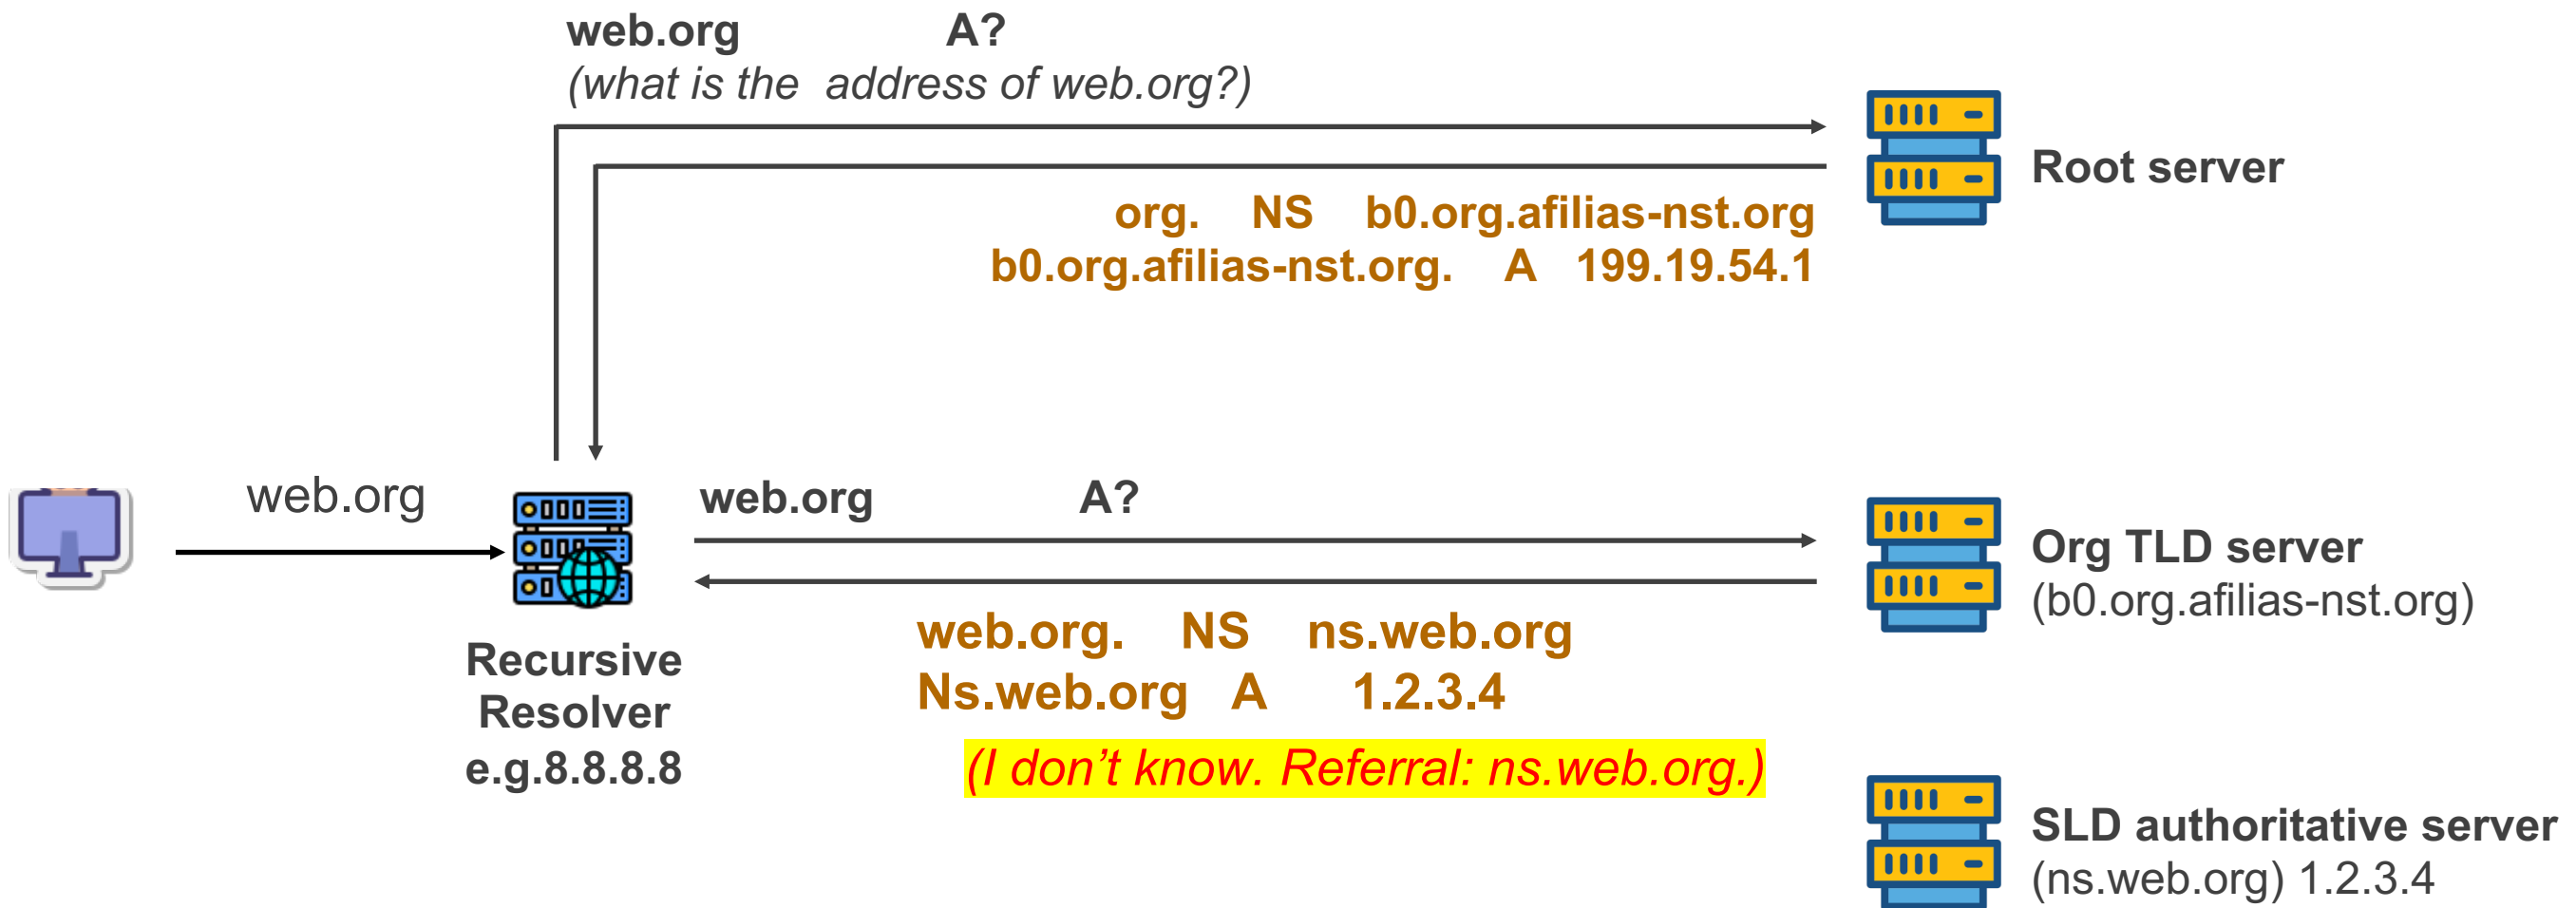 web.org A?
(what is the address of web.org?)
Root server
org. NS b0.org.afilias-nst.org
b0.org.afilias-nst.org. A 199.19.54.1
web.org
web.org A?
Org TLD server
(b0.org.afilias-nst.org)
Recursive
Resolver
e.g.8.8.8.8
web.org. NS ns.web.org
Ns.web.org A 1.2.3.4
(I don’t know. Referral: ns.web.org.)
SLD authoritative server
(ns.web.org) 1.2.3.4